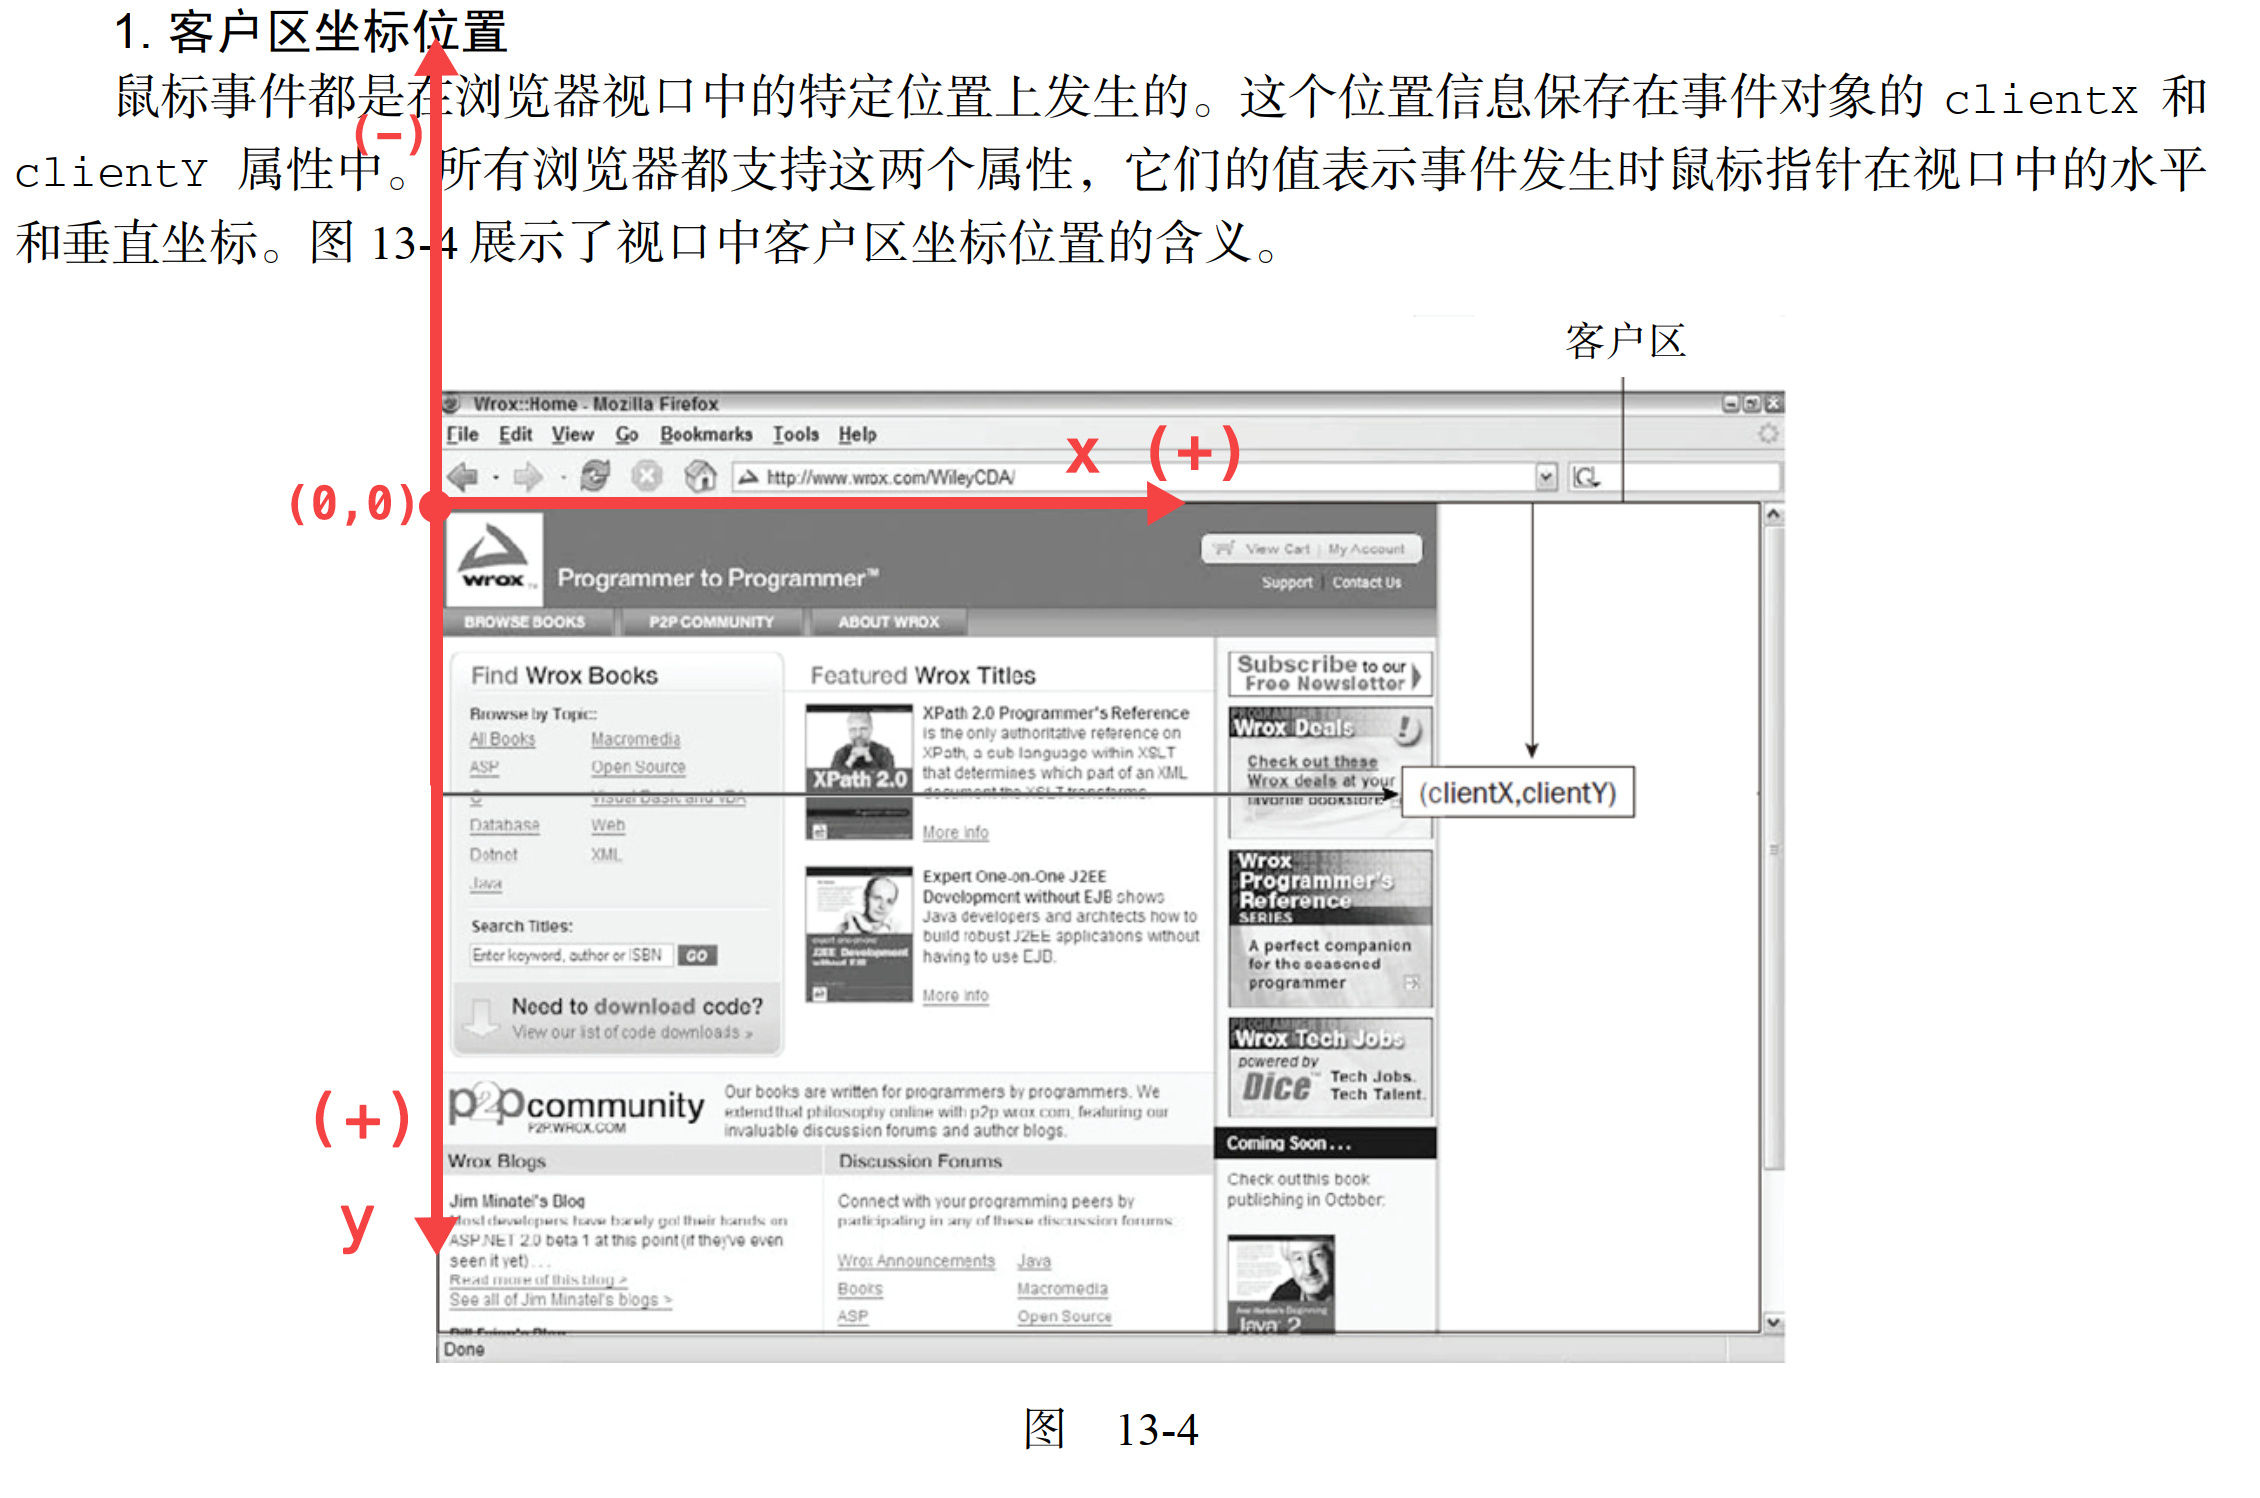 1. 客户区坐标位置
鼠标事件都是在浏览器视口中的特定位置上发生的。这个位置信息保存在事件对象的 clientX 和
(-)
clientY 属性中。所有浏览器都支持这两个属性，它们的值表示事件发生时鼠标指针在视口中的水平
和垂直坐标。图 13-4 展示了视口中客户区坐标位置的含义。
客户区
Wrox::Home - Mozilla Firefox
File Edit View Go Bookmarks Tools Help
x (+)
http://www.wrox.com/WileyCDA/
(0,0)
View Cart | My Account
wrox Programmer to Programmer™
Support | Contact Us
BROWSE BOOKS P2P COMMUNITY ABOUT WROX
Find Wrox Books
Browse by Topic:
All Books Macromedia
ASP Open Source
C Visual Basic and VBA
Database Web
Dotnet XML
Java
Search Titles:
Enter keyword, author or ISBN GO
Need to download code?
View our list of code downloads »
Featured Wrox Titles
XPath 2.0
XPath 2.0 Programmer's Reference
is the only authoritative reference on
XPath, a sub language within XSLT
that determines which part of an XML
document the XSLT transforms.
More info
Expert One-on-One J2EE
Development without EJB shows
Java developers and architects how to
build robust J2EE applications without
having to use EJB.
More info
Subscribe to our
Free Newsletter
Wrox Deals
Check out these
Wrox deals at your
favorite bookstore.
(clientX,clientY)
Wrox
Programmer's
Reference
SERIES
A perfect companion
for the seasoned
programmer
Wrox Tech Jobs
powered by
Dice™ Tech Jobs.
Tech Talent.
(+)
p2p community
P2P.WROX.COM
Our books are written for programmers by programmers. We
extend that philosophy online with p2p.wrox.com, featuring our
invaluable discussion forums and author blogs.
Coming Soon . . .
Check out this book
publishing in October:
Java 2
Wrox Blogs
Jim Minatel's Blog
Most developers have barely got their hands on
ASP.NET 2.0 beta 1 at this point (if they've even
seen it yet) . . .
Read more of this blog >
See all of Jim Minatel's blogs >
y
Discussion Forums
Connect with your programming peers by
participating in any of these discussion forums:
Wrox Announcements Java
Books Macromedia
ASP Open Source
Done
图 13-4